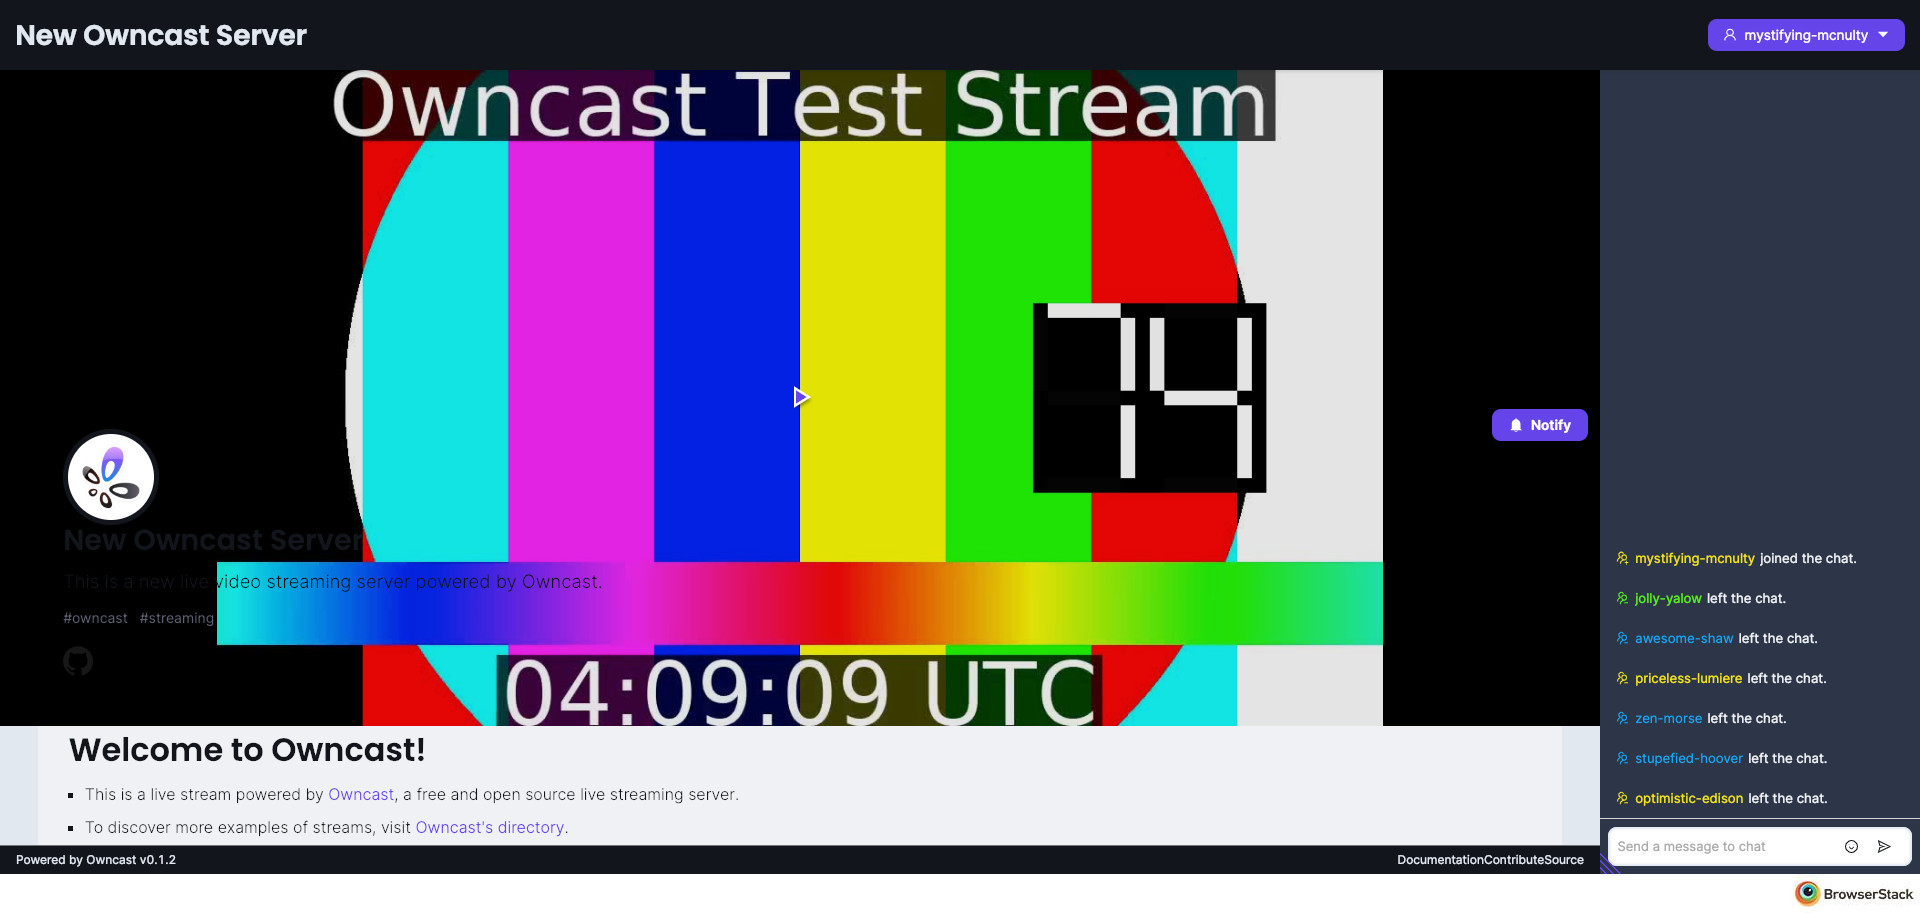 New Owncast Server
mystifying-mcnulty
Owncast Test Stream
14
Notify
New Owncast Server
This is a new live video streaming server powered by Owncast.
#owncast #streaming
04:09:09 UTC
Welcome to Owncast!
This is a live stream powered by Owncast, a free and open source live streaming server.
To discover more examples of streams, visit Owncast's directory.
Powered by Owncast v0.1.2
DocumentationContributeSource
mystifying-mcnulty joined the chat.
jolly-yalow left the chat.
awesome-shaw left the chat.
priceless-lumiere left the chat.
zen-morse left the chat.
stupefied-hoover left the chat.
optimistic-edison left the chat.
Send a message to chat
BrowserStack